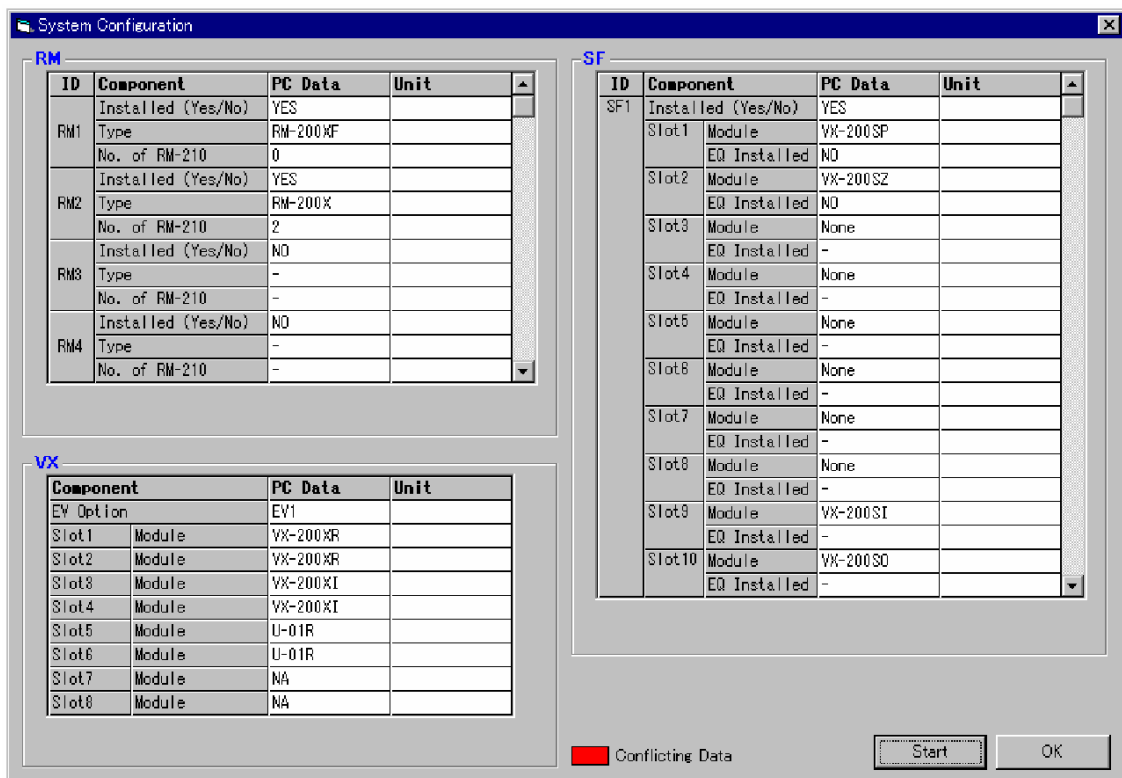 System Configuration
RM
ID Component PC Data Unit
RM1 Installed (Yes/No) YES
Type RM-200XF
No. of RM-210 0
RM2 Installed (Yes/No) YES
Type RM-200X
No. of RM-210 2
RM3 Installed (Yes/No) NO
Type -
No. of RM-210 -
RM4 Installed (Yes/No) NO
Type -
No. of RM-210 -
VX
Component PC Data Unit
EV Option EV1
Slot1 Module VX-200XR
Slot2 Module VX-200XR
Slot3 Module VX-200XI
Slot4 Module VX-200XI
Slot5 Module U-01R
Slot6 Module U-01R
Slot7 Module NA
Slot8 Module NA
SF
ID Component PC Data Unit
SF1 Installed (Yes/No) YES
Slot1 Module VX-200SP
EQ Installed NO
Slot2 Module VX-200SZ
EQ Installed NO
Slot3 Module None
EQ Installed -
Slot4 Module None
EQ Installed -
Slot5 Module None
EQ Installed -
Slot6 Module None
EQ Installed -
Slot7 Module None
EQ Installed -
Slot8 Module None
EQ Installed -
Slot9 Module VX-200SI
EQ Installed -
Slot10 Module VX-200SO
EQ Installed -
Conflicting Data
Start
OK